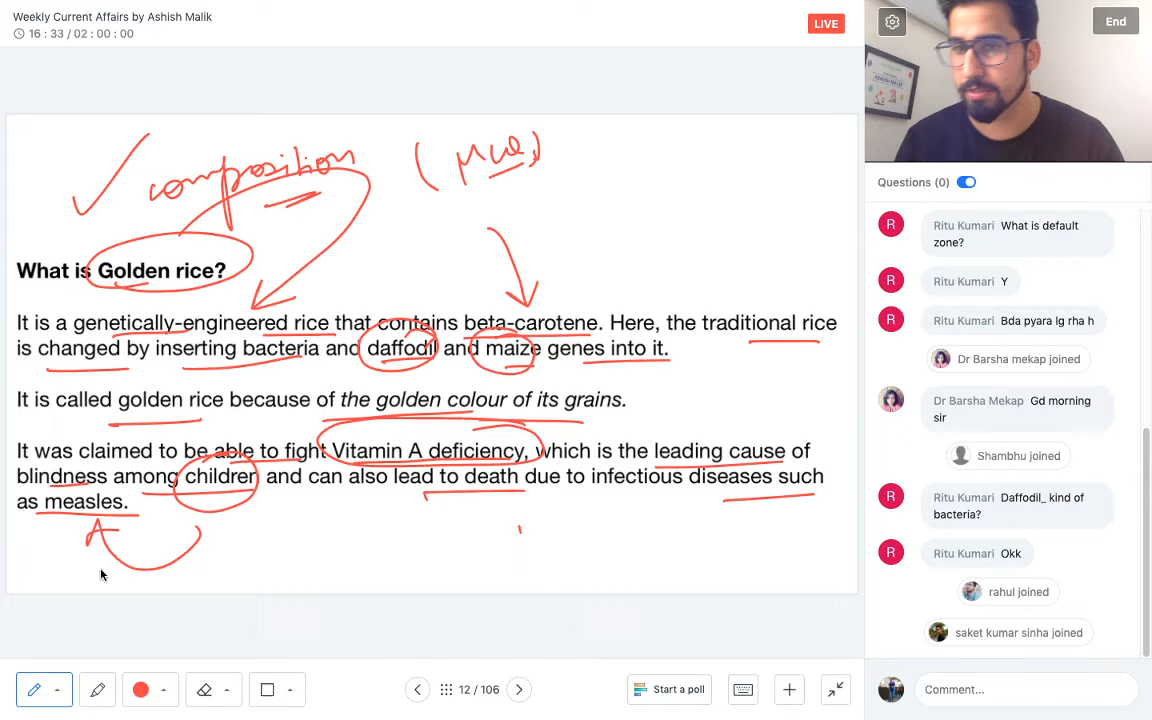 Weekly Current Affairs by Ashish Malik
16 : 33 / 02 : 00 : 00
LIVE
End
composition
What is Golden rice?
It is a genetically-engineered rice that contains beta-carotene. Here, the traditional rice
is changed by inserting bacteria and daffodil and maize genes into it.
It is called golden rice because of the golden colour of its grains.
It was claimed to be able to fight Vitamin A deficiency, which is the leading cause of
blindness among children and can also lead to death due to infectious diseases such
as measles.
12 / 106
Start a poll
Questions (0)
R Ritu Kumari What is default
zone?
R Ritu Kumari Y
R Ritu Kumari Bda pyara lg rha h
Dr Barsha mekap joined
Dr Barsha Mekap Gd morning
sir
Shambhu joined
R Ritu Kumari Daffodil_ kind of
bacteria?
R Ritu Kumari Okk
rahul joined
saket kumar sinha joined
Comment...